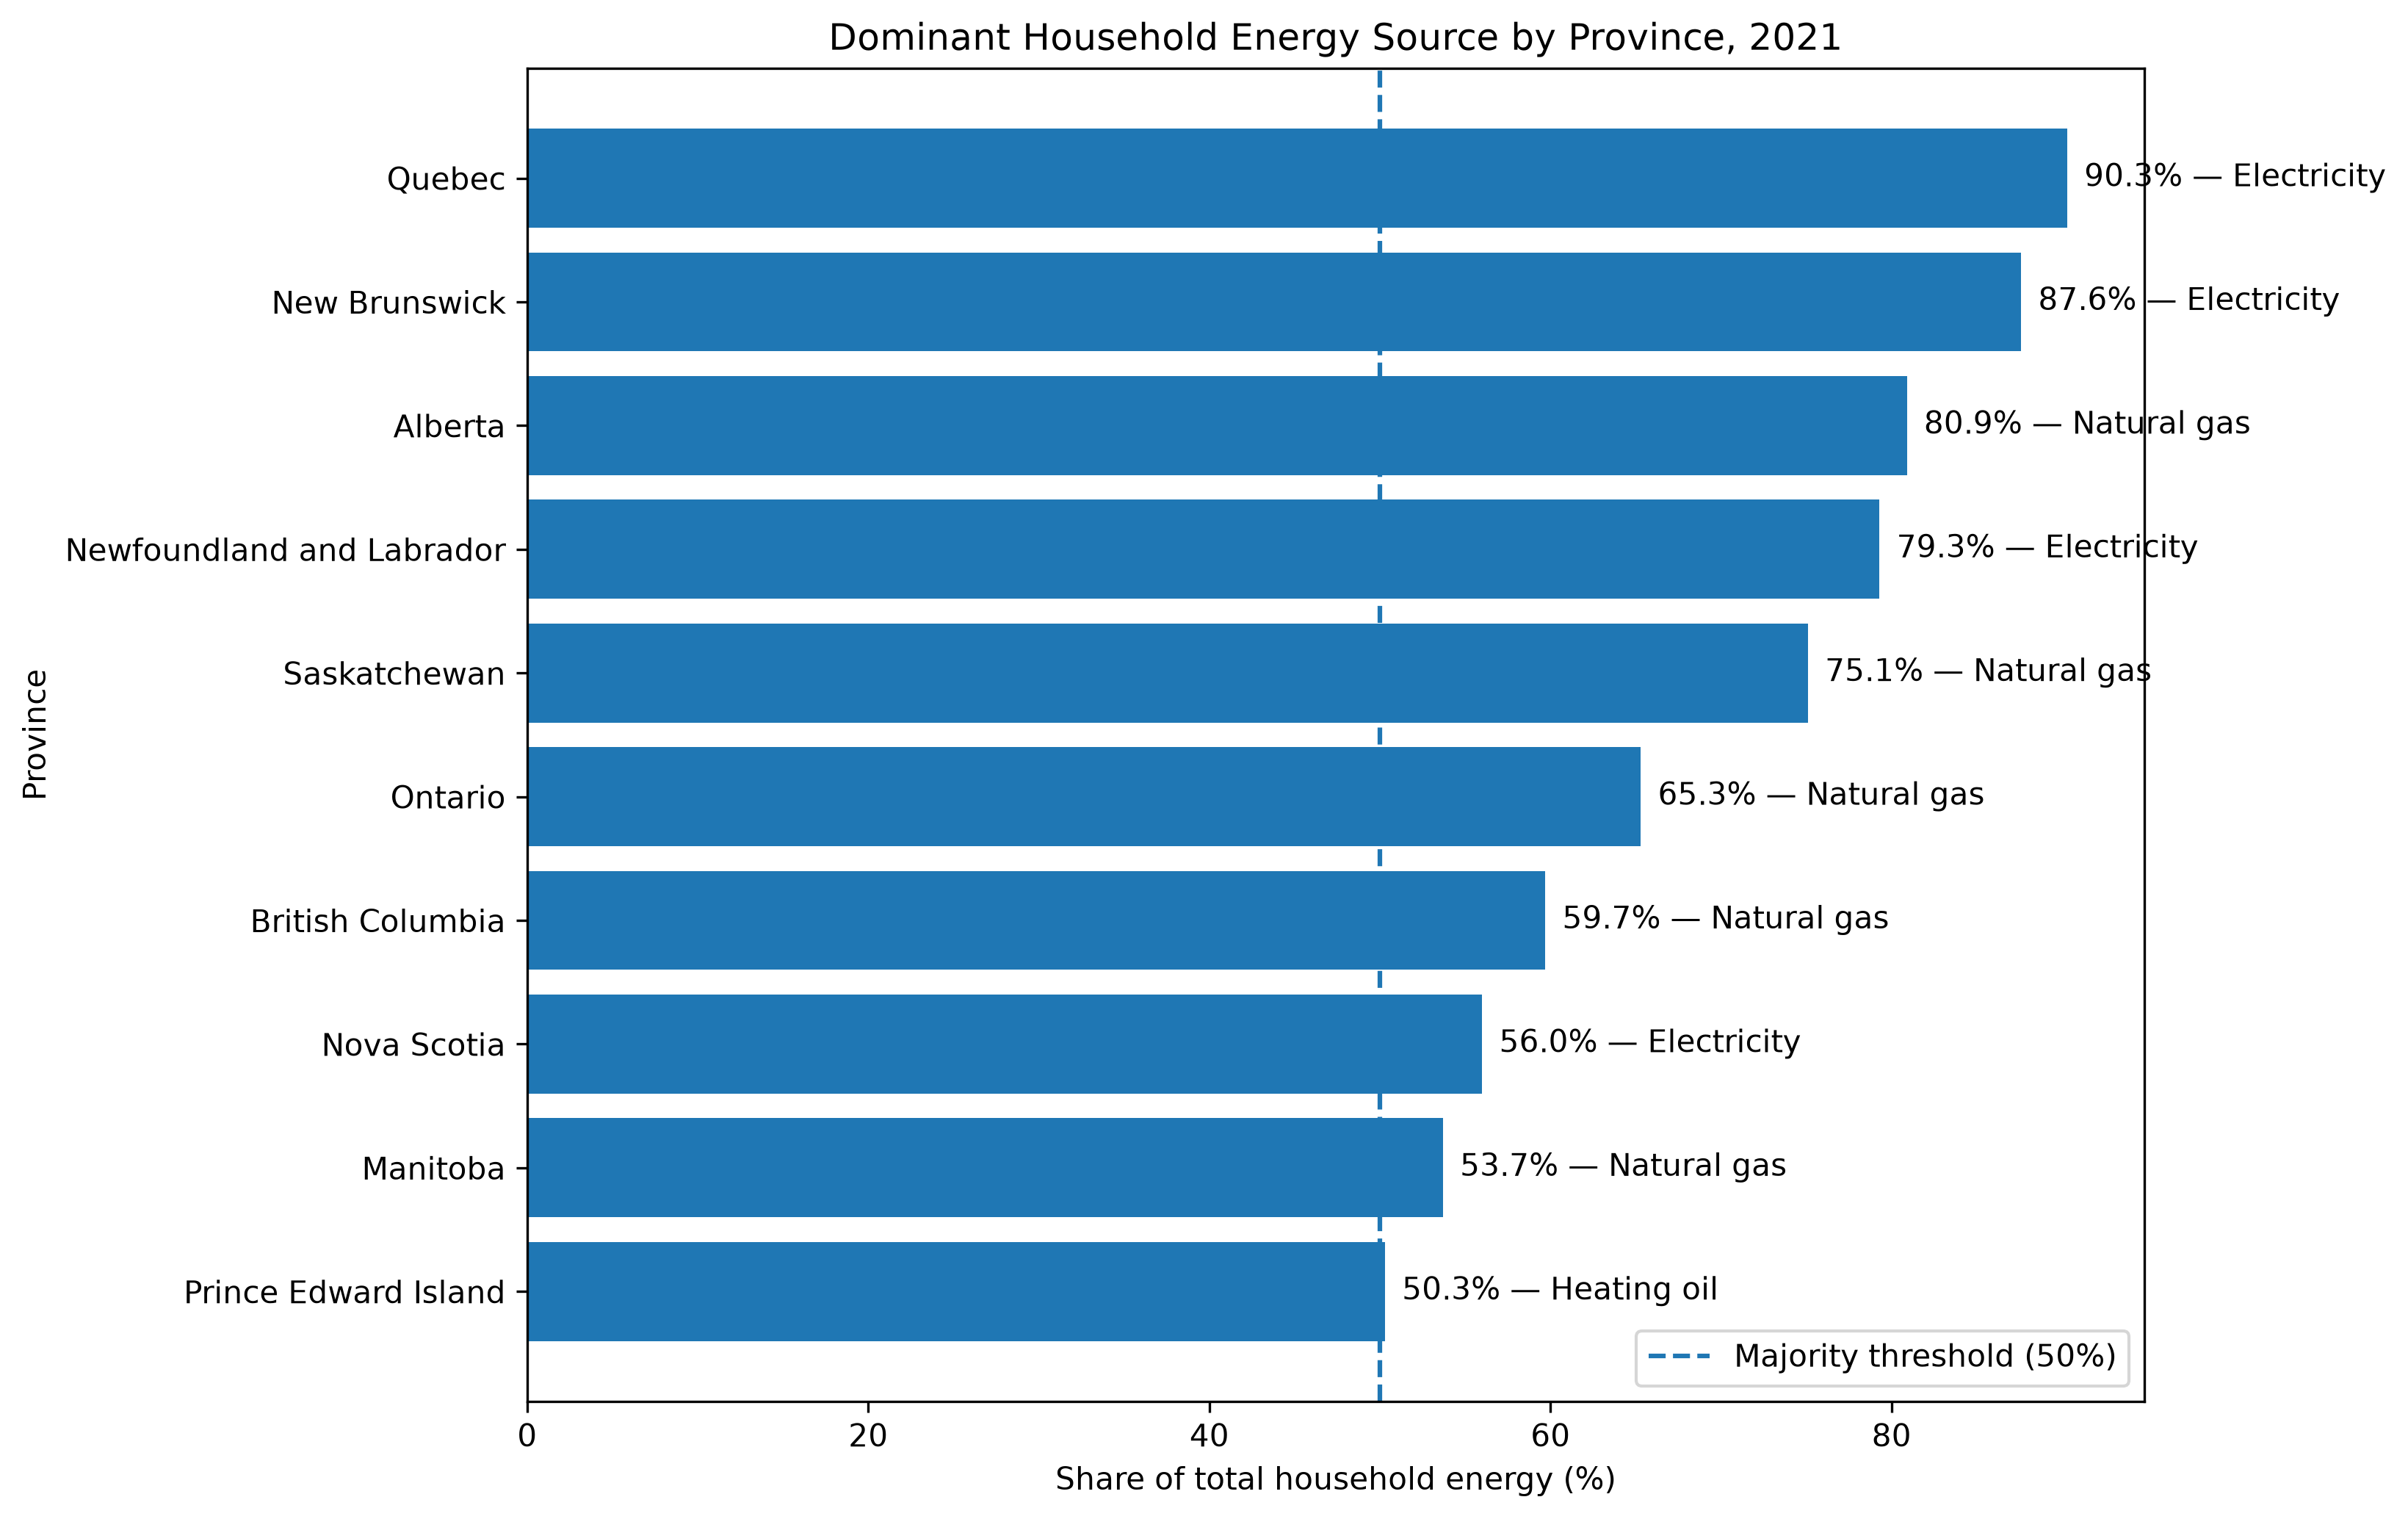 Dominant Household Energy Source by Province, 2021
Province
Quebec
90.3% — Electricity
New Brunswick
87.6% — Electricity
Alberta
80.9% — Natural gas
Newfoundland and Labrador
79.3% — Electricity
Saskatchewan
75.1% — Natural gas
Ontario
65.3% — Natural gas
British Columbia
59.7% — Natural gas
Nova Scotia
56.0% — Electricity
Manitoba
53.7% — Natural gas
Prince Edward Island
50.3% — Heating oil
Majority threshold (50%)
0 20 40 60 80
Share of total household energy (%)